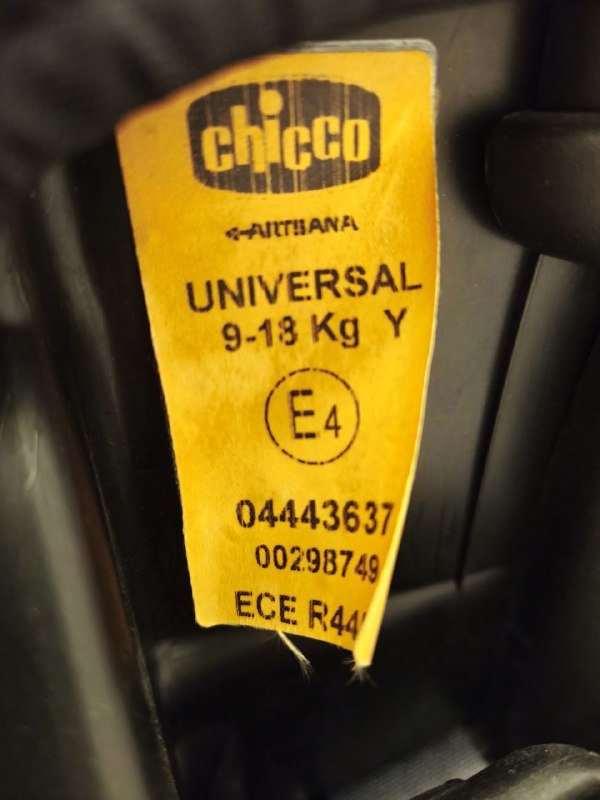 chicco
ARTSANA
UNIVERSAL
9-18 Kg Y
E4
04443637
00298749
ECE R44